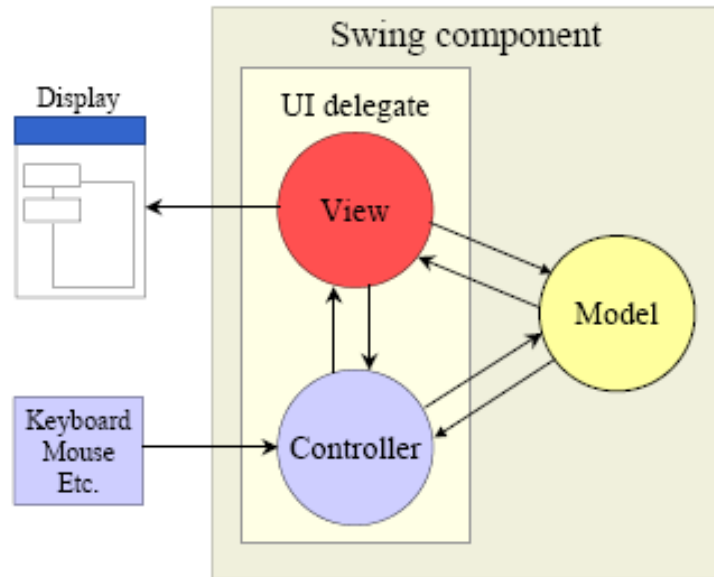 Swing component
Display
UI delegate
View
Model
Keyboard
Mouse
Etc.
Controller